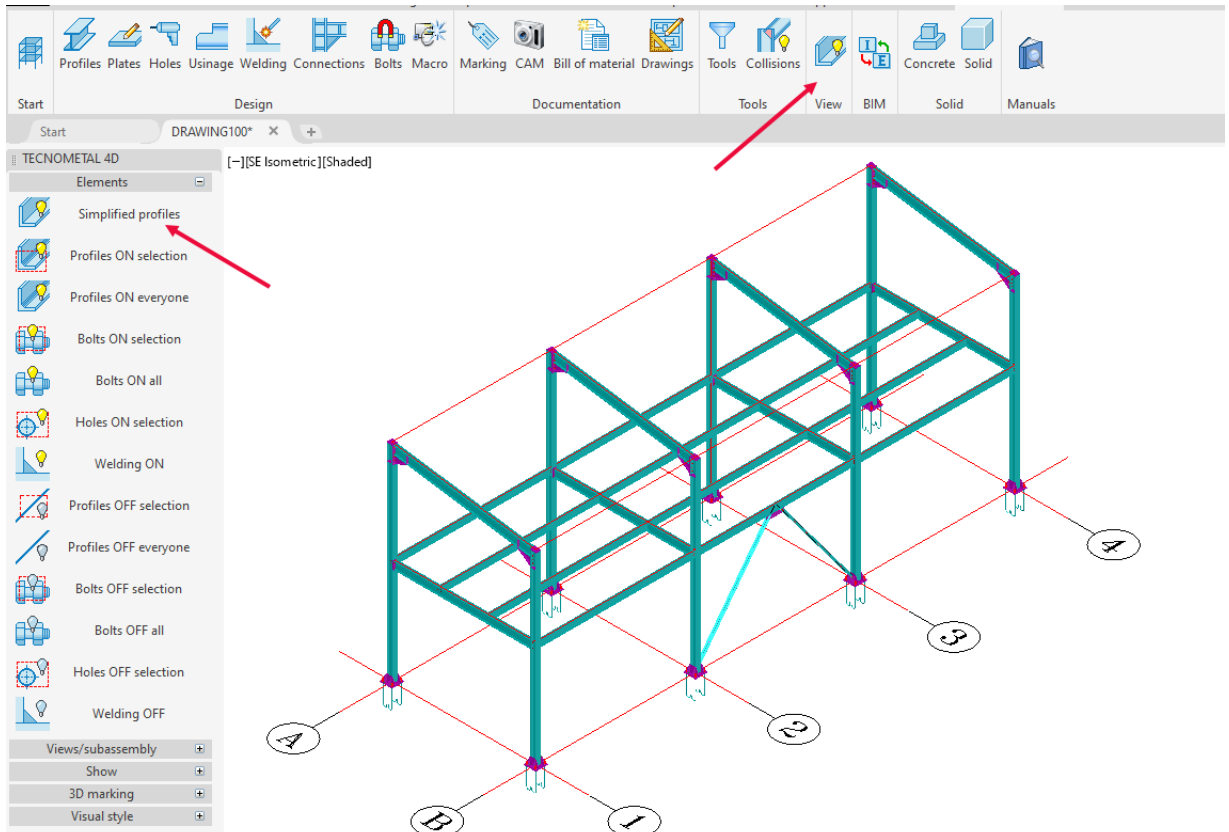 Profiles Plates Holes Usinage Welding Connections Bolts Macro Marking CAM Bill of material Drawings Tools Collisions Concrete Solid
Start Design Documentation Tools View BIM Solid Manuals
Start DRAWING100*
TECNOMETAL 4D
[−][SE Isometric][Shaded]
Elements
Simplified profiles
Profiles ON selection
Profiles ON everyone
Bolts ON selection
Bolts ON all
Holes ON selection
Welding ON
Profiles OFF selection
Profiles OFF everyone
Bolts OFF selection
Bolts OFF all
Holes OFF selection
Welding OFF
Views/subassembly
Show
3D marking
Visual style
4
3
2
A
B
1